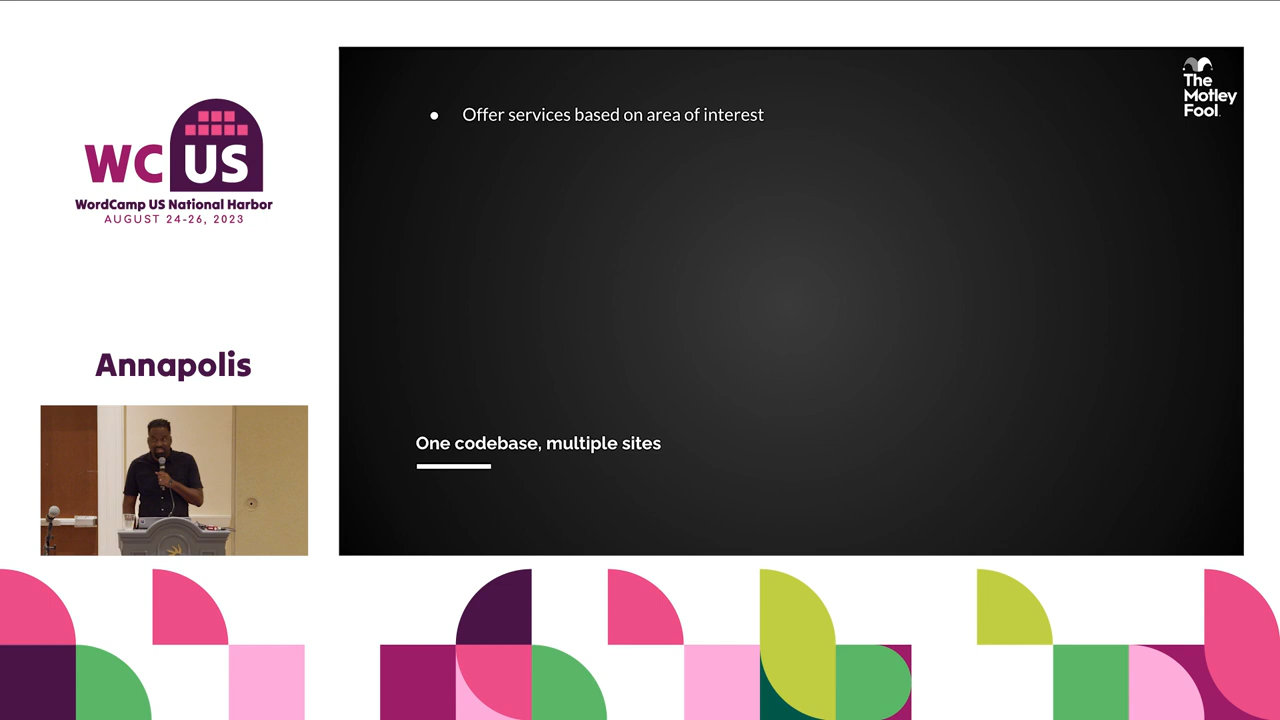 WC US
WordCamp US National Harbor
AUGUST 24-26, 2023
Annapolis
The
Motley
Fool.
● Offer services based on area of interest
One codebase, multiple sites